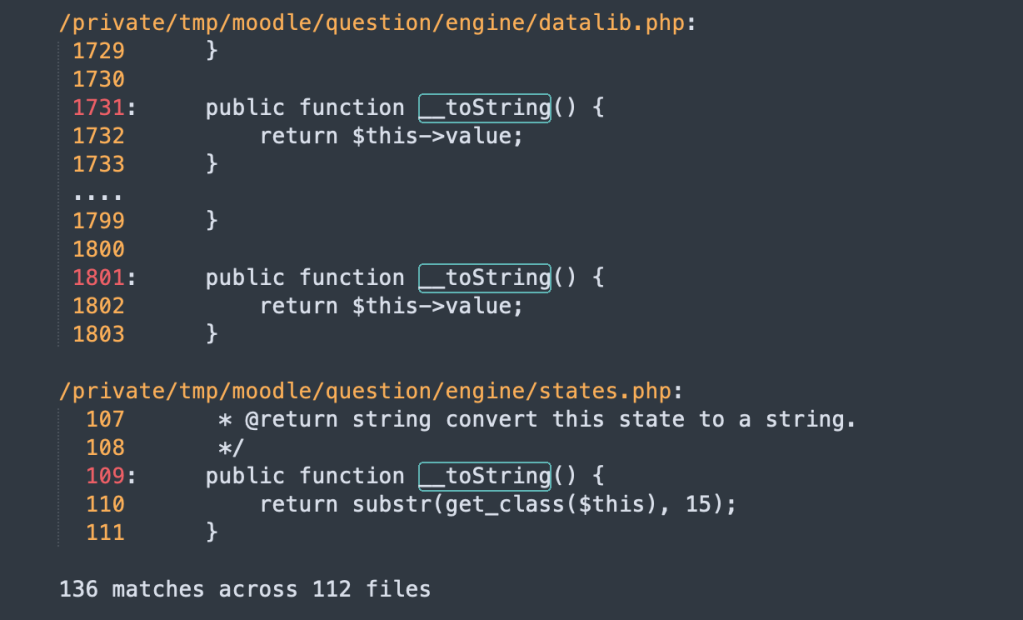 /private/tmp/moodle/question/engine/datalib.php:
1729      }
1730
1731:     public function __toString() {
1732          return $this->value;
1733      }
....
1799      }
1800
1801:     public function __toString() {
1802          return $this->value;
1803      }
/private/tmp/moodle/question/engine/states.php:
107       * @return string convert this state to a string.
108       */
109:     public function __toString() {
110          return substr(get_class($this), 15);
111      }
136 matches across 112 files